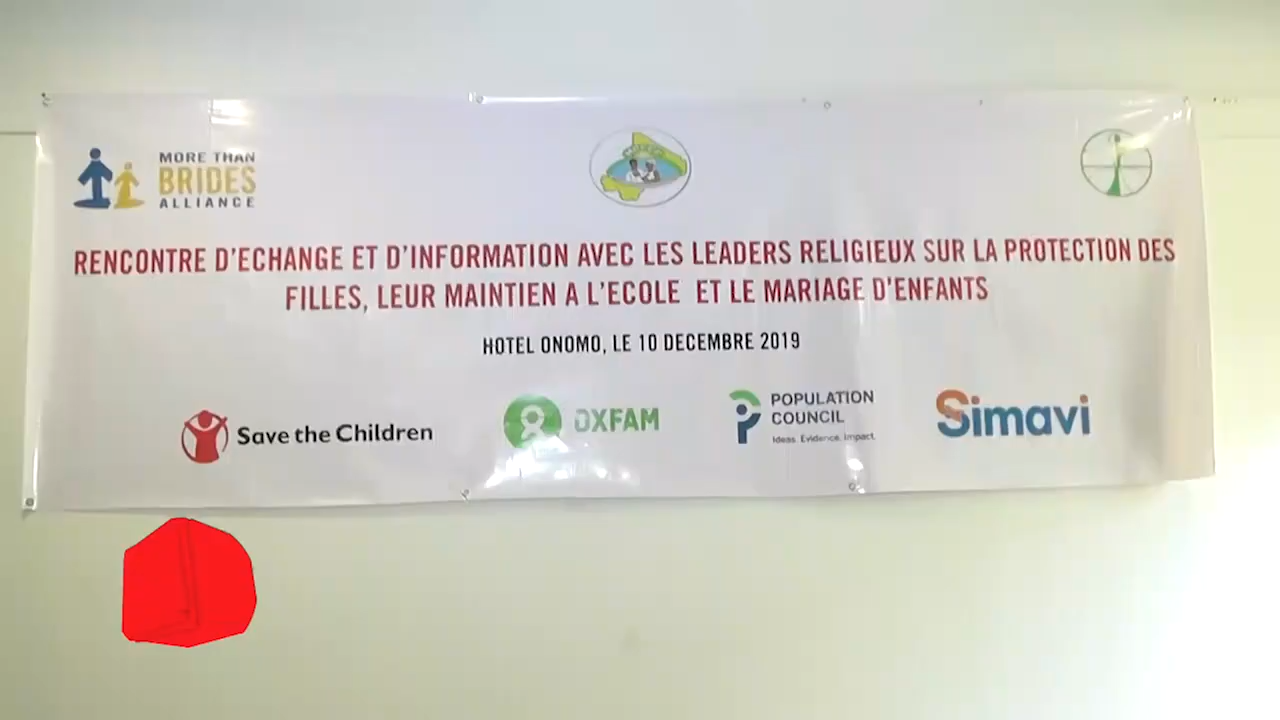 MORE THAN
BRIDES
ALLIANCE
RENCONTRE D'ECHANGE ET D'INFORMATION AVEC LES LEADERS RELIGIEUX SUR LA PROTECTION DES
FILLES, LEUR MAINTIEN A L'ECOLE ET LE MARIAGE D'ENFANTS
HOTEL ONOMO, LE 10 DECEMBRE 2019
Save the Children
OXFAM
POPULATION
COUNCIL
Ideas. Evidence. Impact.
Simavi